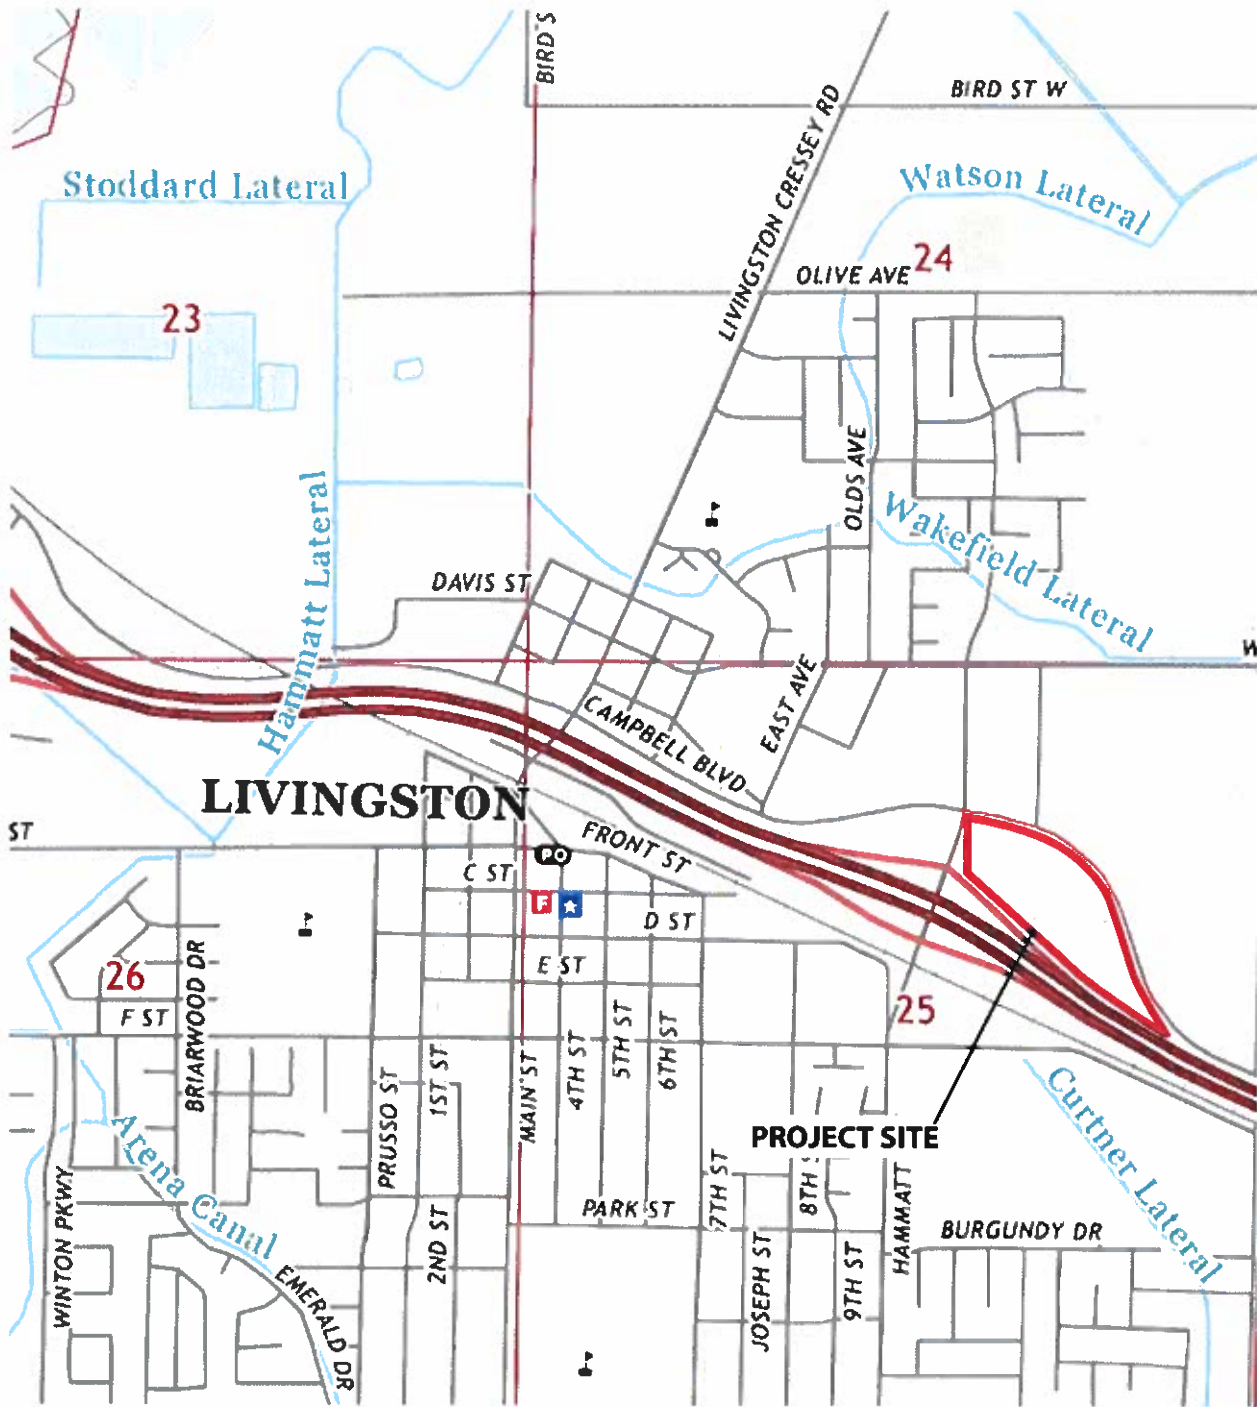 BIRD S
BIRD ST W
LIVINGSTON CRESSEY RD
Stoddard Lateral
Watson Lateral
24
OLIVE AVE
23
OLDS AVE
Wakefield Lateral
Hammatt Lateral
DAVIS ST
W
EAST AVE
CAMPBELL BLVD
LIVINGSTON
ST
FRONT ST
PO
C ST
F
D ST
E ST
26
25
F ST
BRIARWOOD DR
5TH ST
6TH ST
4TH ST
MAIN ST
1ST ST
PRUSSO ST
PROJECT SITE
Curtner Lateral
Arena Canal
WINTON PKWY
7TH ST
8TH S
HAMMATT
PARK ST
2ND ST
BURGUNDY DR
JOSEPH ST
9TH ST
EMERALD DR